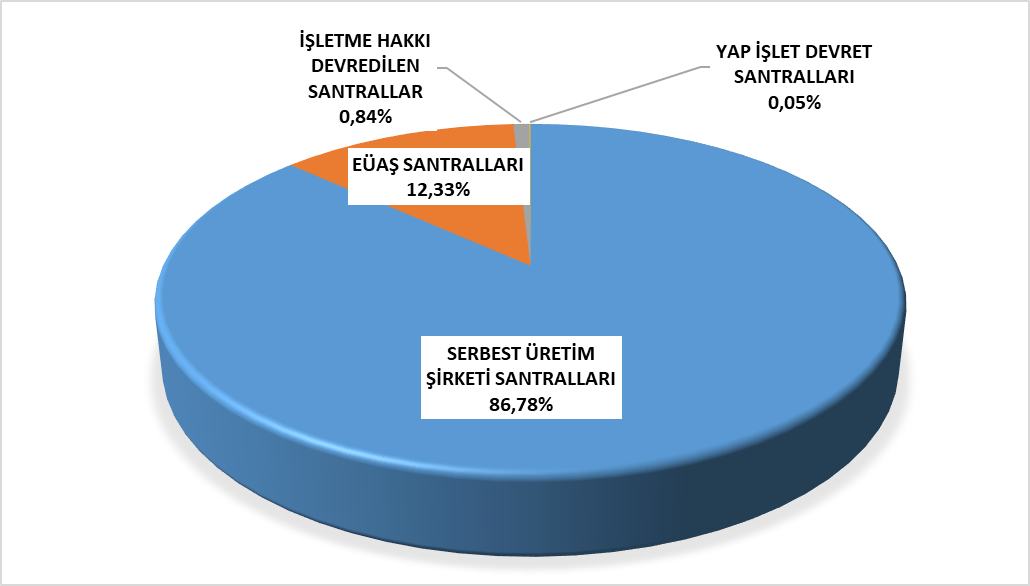 İŞLETME HAKKI
DEVREDİLEN
SANTRALLAR
0,84%
YAP İŞLET DEVRET
SANTRALLARI
0,05%
EÜAŞ SANTRALLARI
12,33%
SERBEST ÜRETİM
ŞİRKETİ SANTRALLARI
86,78%